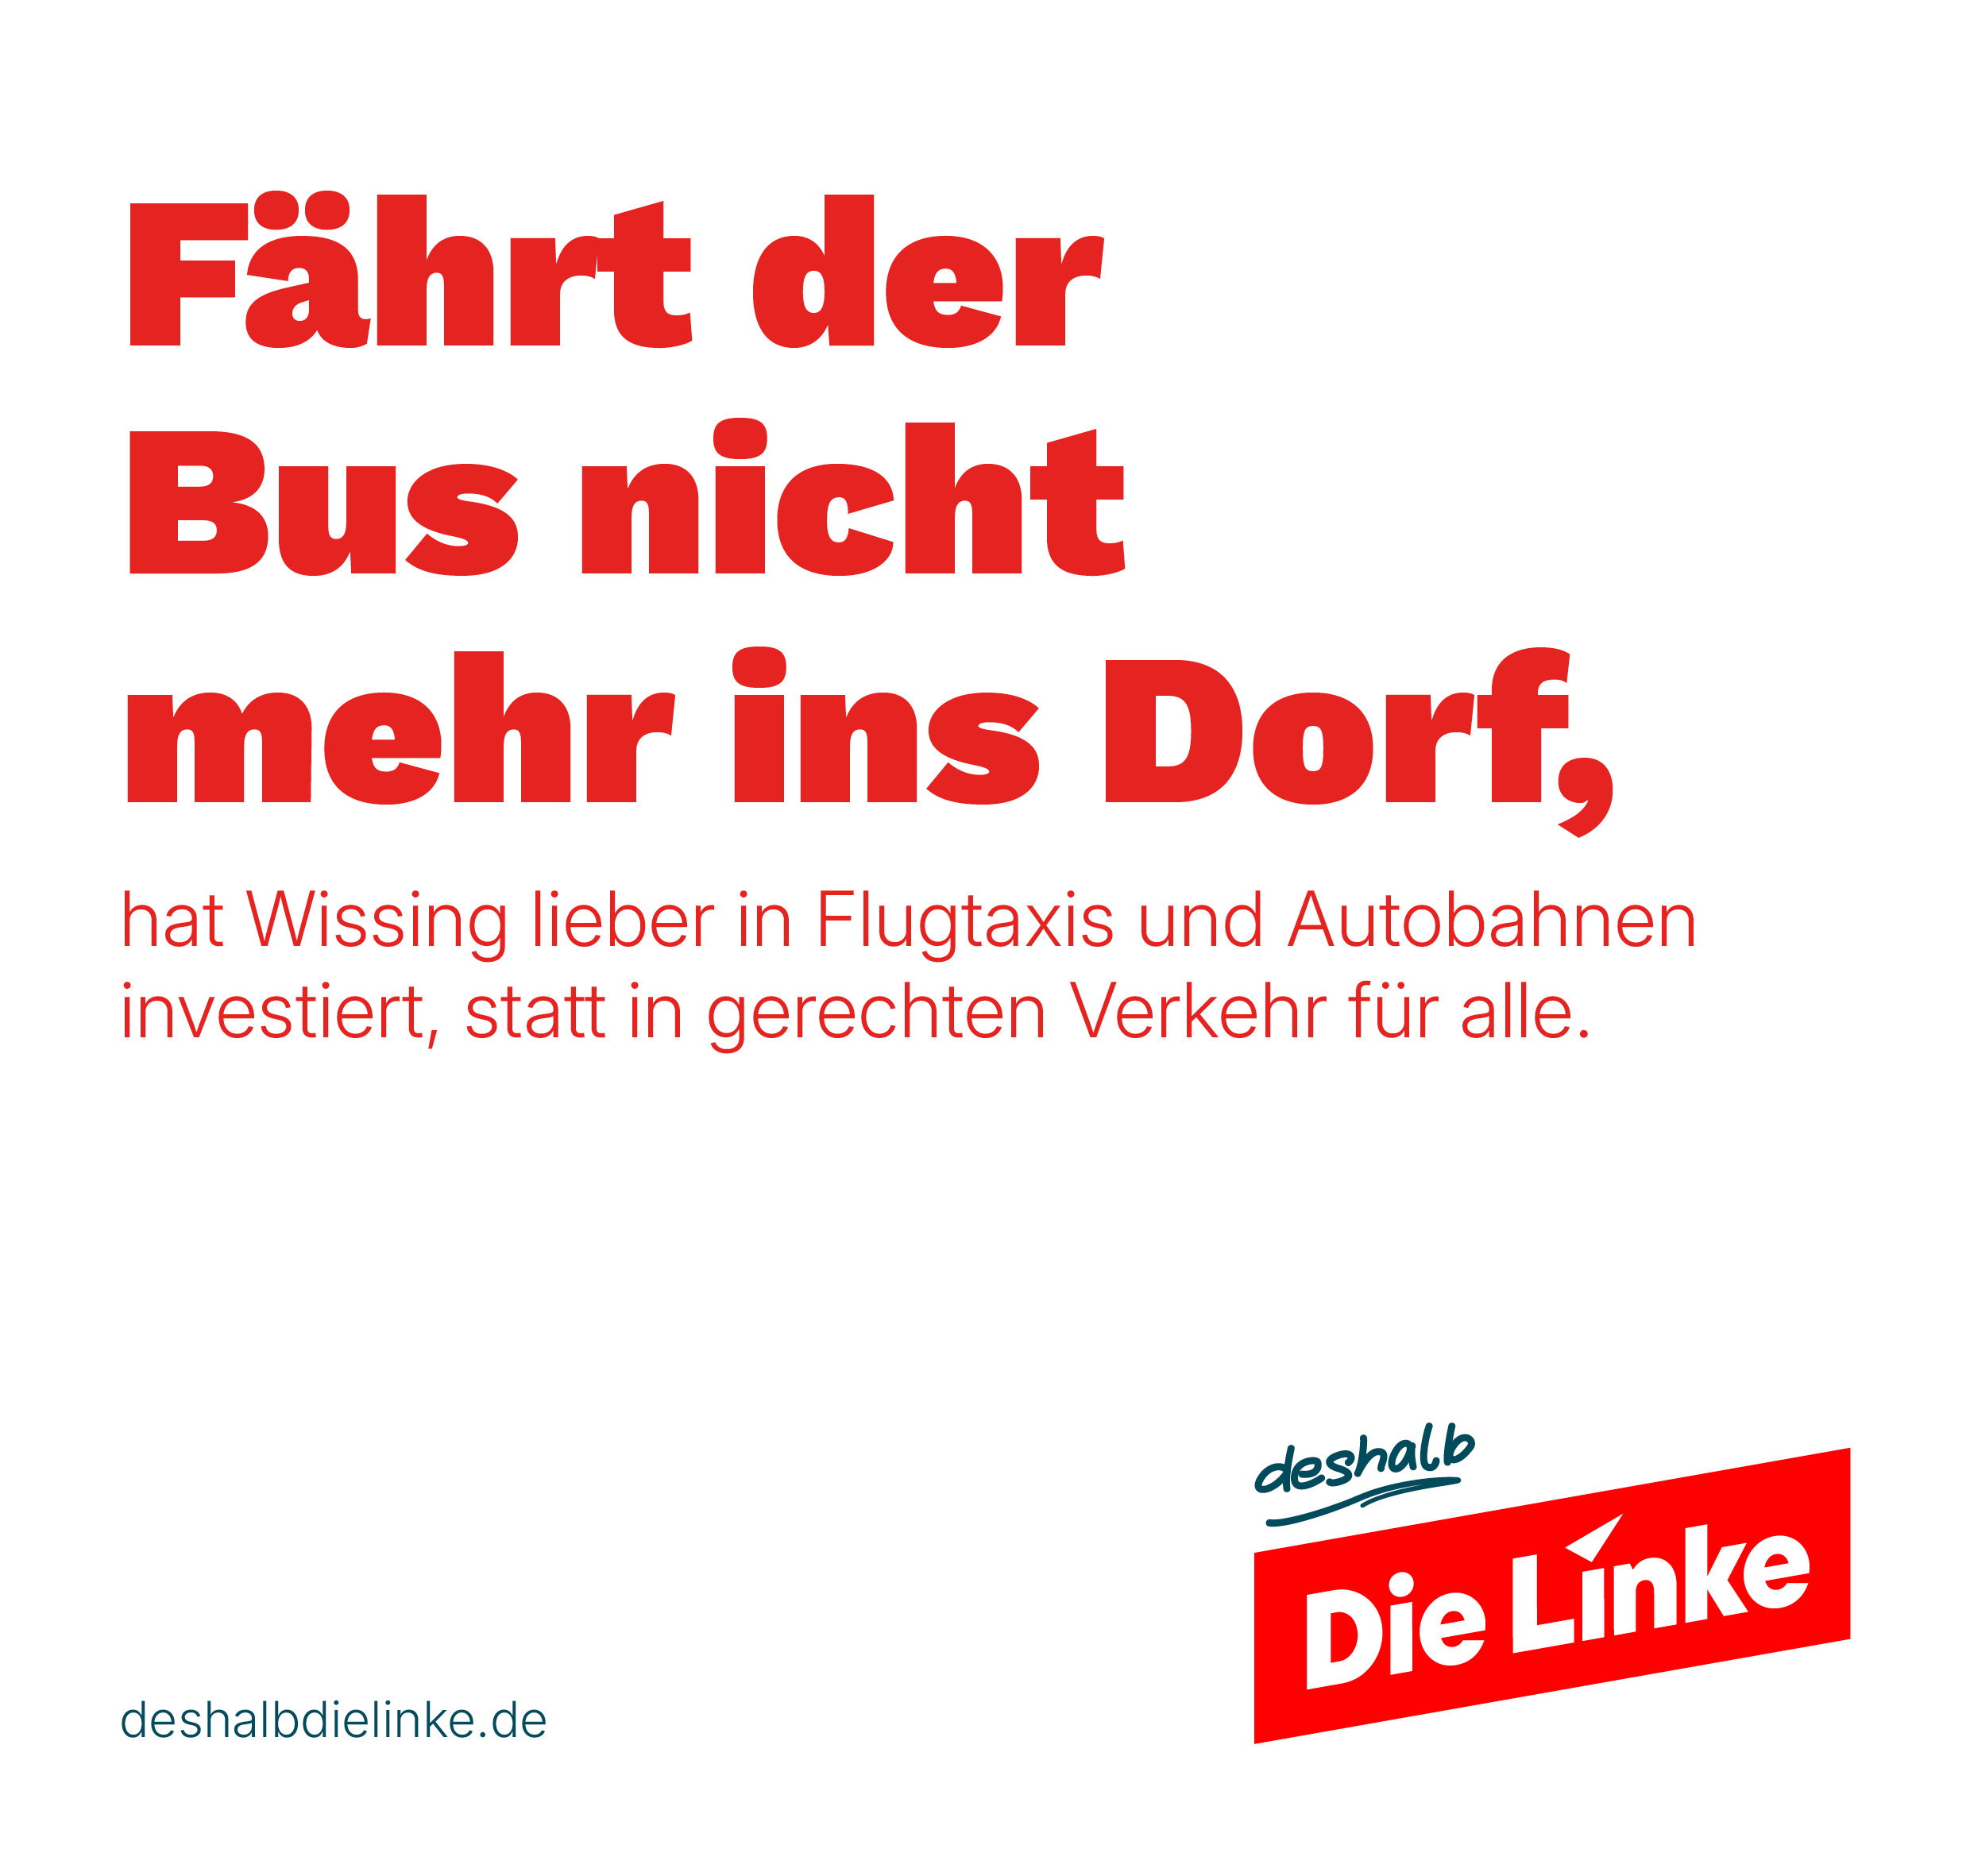 Fährt der
Bus nicht
mehr ins Dorf,
hat Wissing lieber in Flugtaxis und Autobahnen
investiert, statt in gerechten Verkehr für alle.
deshalb
Die Linke
deshalbdielinke.de